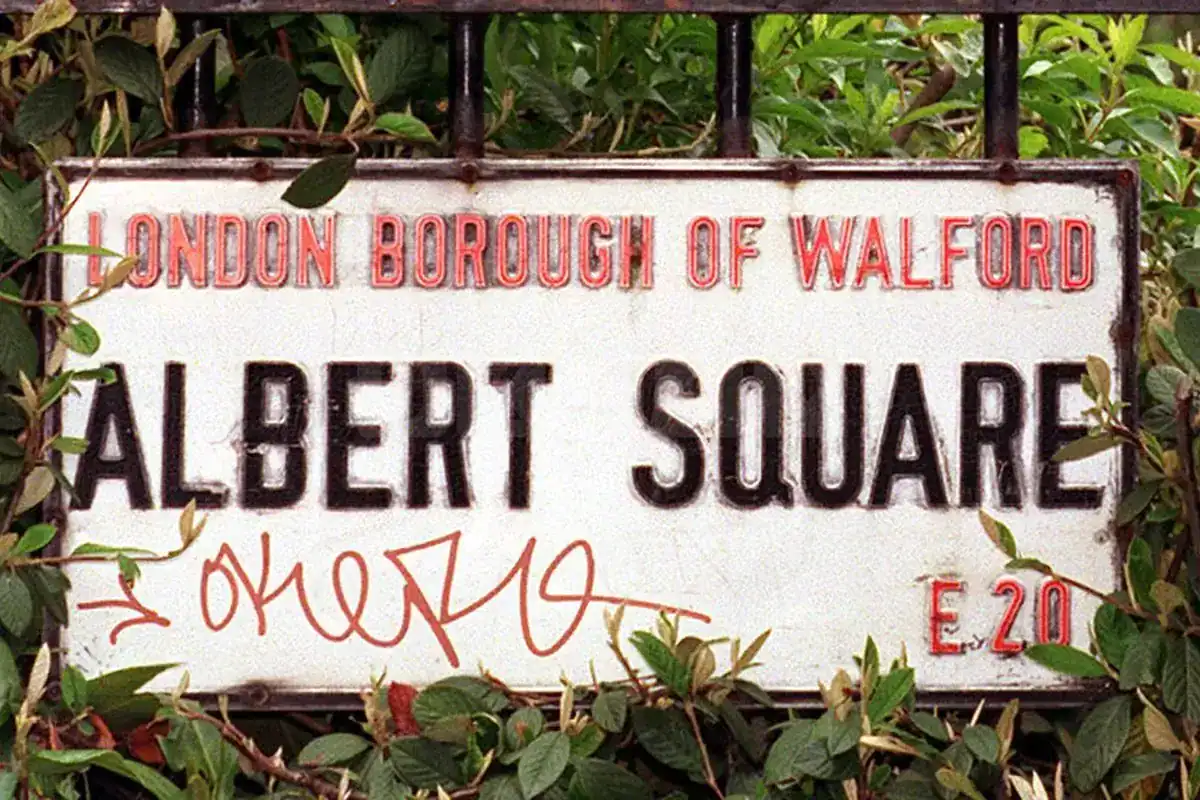 LONDON BOROUGH OF WALFORD
ALBERT SQUARE
E.20